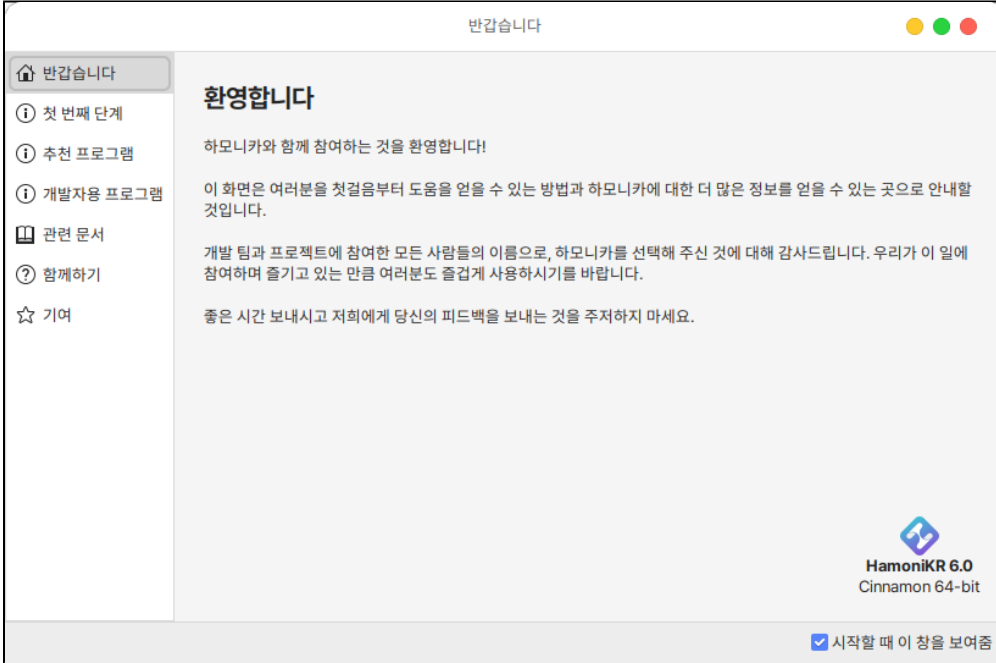 반갑습니다
반갑습니다
첫 번째 단계
추천 프로그램
개발자용 프로그램
관련 문서
함께하기
기여
환영합니다
하모니카와 함께 참여하는 것을 환영합니다!
이 화면은 여러분을 첫걸음부터 도움을 얻을 수 있는 방법과 하모니카에 대한 더 많은 정보를 얻을 수 있는 곳으로 안내할
것입니다.
개발 팀과 프로젝트에 참여한 모든 사람들의 이름으로, 하모니카를 선택해 주신 것에 대해 감사드립니다. 우리가 이 일에
참여하며 즐기고 있는 만큼 여러분도 즐겁게 사용하시기를 바랍니다.
좋은 시간 보내시고 저희에게 당신의 피드백을 보내는 것을 주저하지 마세요.
HamoniKR 6.0
Cinnamon 64-bit
시작할 때 이 창을 보여줌